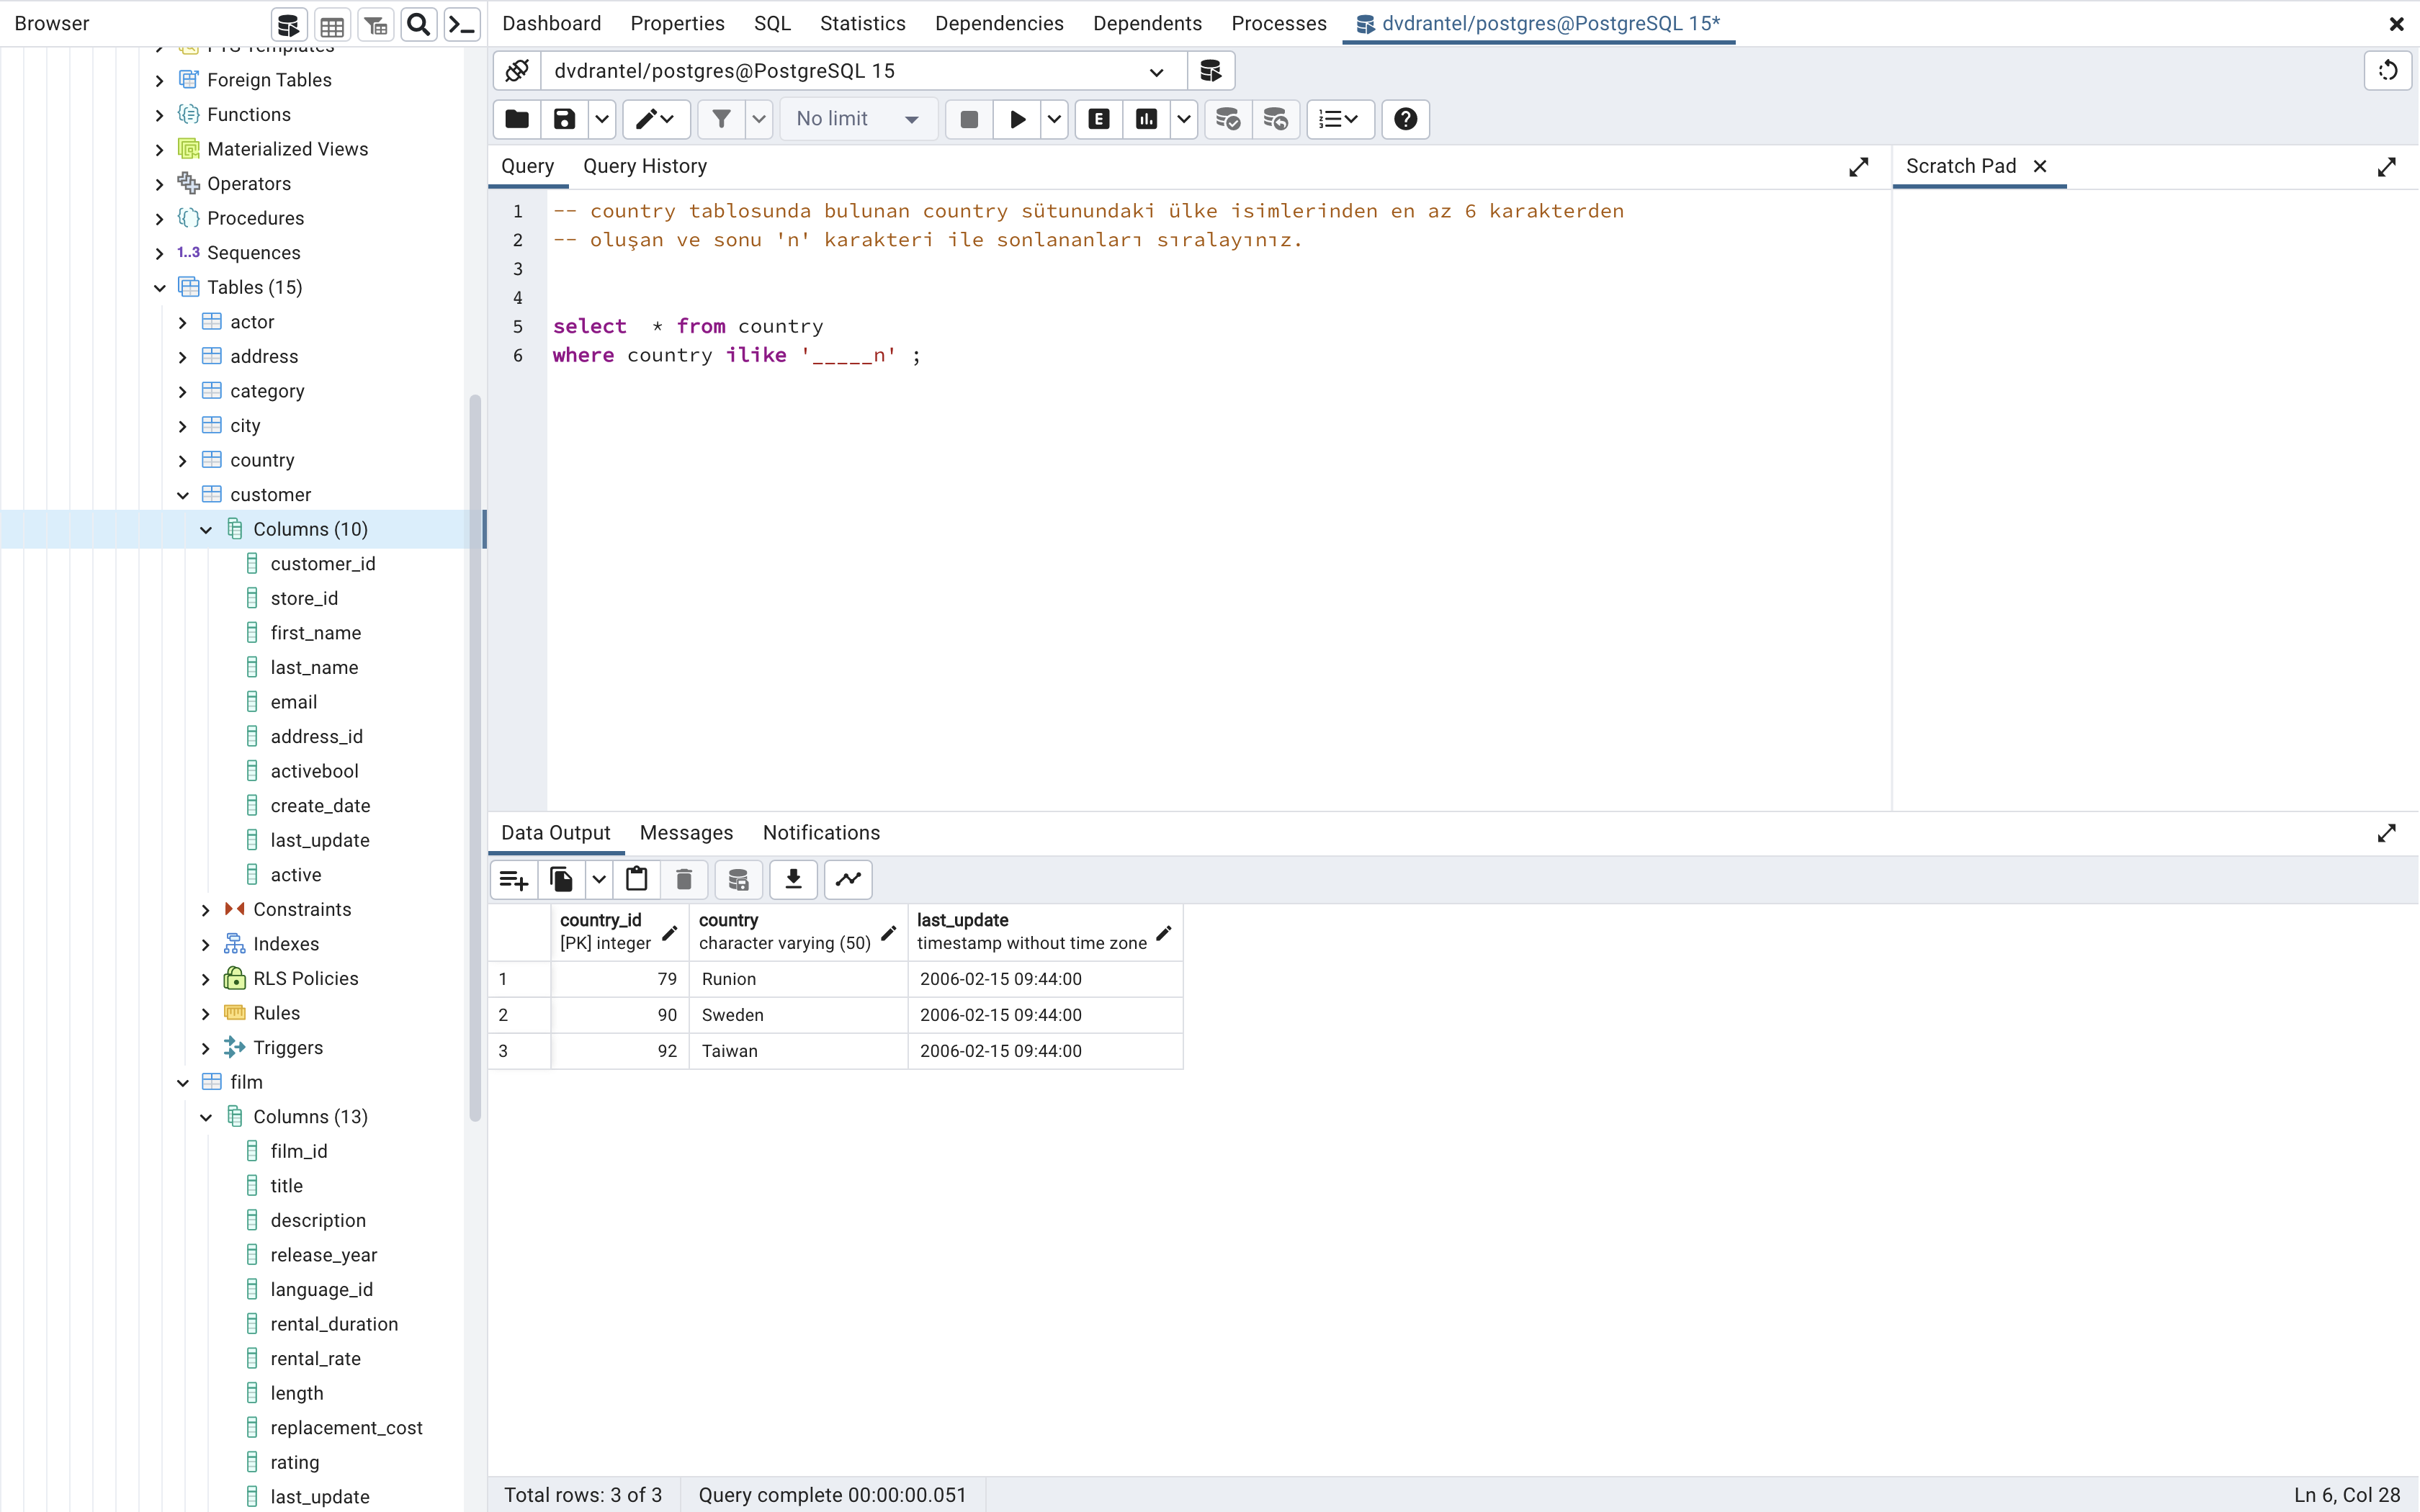 Browser
Dashboard Properties SQL Statistics Dependencies Dependents Processes dvdrantel/postgres@PostgreSQL 15*
FTS Templates
Foreign Tables
Functions
Materialized Views
Operators
Procedures
1..3 Sequences
Tables (15)
actor
address
category
city
country
customer
Columns (10)
customer_id
store_id
first_name
last_name
email
address_id
activebool
create_date
last_update
active
Constraints
Indexes
RLS Policies
Rules
Triggers
film
Columns (13)
film_id
title
description
release_year
language_id
rental_duration
rental_rate
length
replacement_cost
rating
last_update
dvdrantel/postgres@PostgreSQL 15
No limit E
Query Query History
1 -- country tablosunda bulunan country sütunundaki ülke isimlerinden en az 6 karakterden
2 -- oluşan ve sonu 'n' karakteri ile sonlananları sıralayınız.
3
4
5 select * from country
6 where country ilike '_____n' ;
Scratch Pad
Data Output Messages Notifications
country_id country last_update
[PK] integer character varying (50) timestamp without time zone
1 79 Runion 2006-02-15 09:44:00
2 90 Sweden 2006-02-15 09:44:00
3 92 Taiwan 2006-02-15 09:44:00
Total rows: 3 of 3 Query complete 00:00:00.051 Ln 6, Col 28